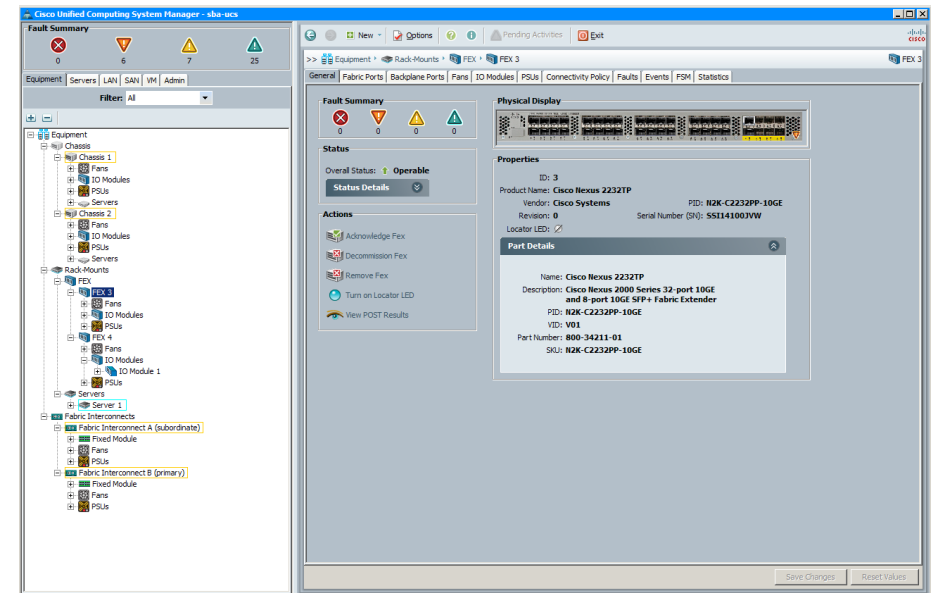 Cisco Unified Computing System Manager - sba-ucs
Fault Summary
0 6 7 25
Equipment Servers LAN SAN VM Admin
Filter: All
Equipment
Chassis
Chassis 1
Fans
IO Modules
PSUs
Servers
Chassis 2
Fans
IO Modules
PSUs
Servers
Rack-Mounts
FEX
FEX 3
Fans
IO Modules
PSUs
FEX 4
Fans
IO Modules
IO Module 1
PSUs
Servers
Server 1
Fabric Interconnects
Fabric Interconnect A (subordinate)
Fixed Module
Fans
PSUs
Fabric Interconnect B (primary)
Fixed Module
Fans
PSUs
New Options Pending Activities Exit
CISCO
>> Equipment Rack-Mounts FEX FEX 3 FEX 3
General Fabric Ports Backplane Ports Fans IO Modules PSUs Connectivity Policy Faults Events FSM Statistics
Fault Summary
0 0 0 0
Status
Overall Status: Operable
Status Details
Actions
Acknowledge Fex
Decommission Fex
Remove Fex
Turn on Locator LED
View POST Results
Physical Display
Properties
ID: 3
Product Name: Cisco Nexus 2232TP
Vendor: Cisco Systems PID: N2K-C2232PP-10GE
Revision: 0 Serial Number (SN): SSI14100JVW
Locator LED:
Part Details
Name: Cisco Nexus 2232TP
Description: Cisco Nexus 2000 Series 32-port 10GE
and 8-port 10GE SFP+ Fabric Extender
PID: N2K-C2232PP-10GE
VID: V01
Part Number: 800-34211-01
SKU: N2K-C2232PP-10GE
Save Changes Reset Values